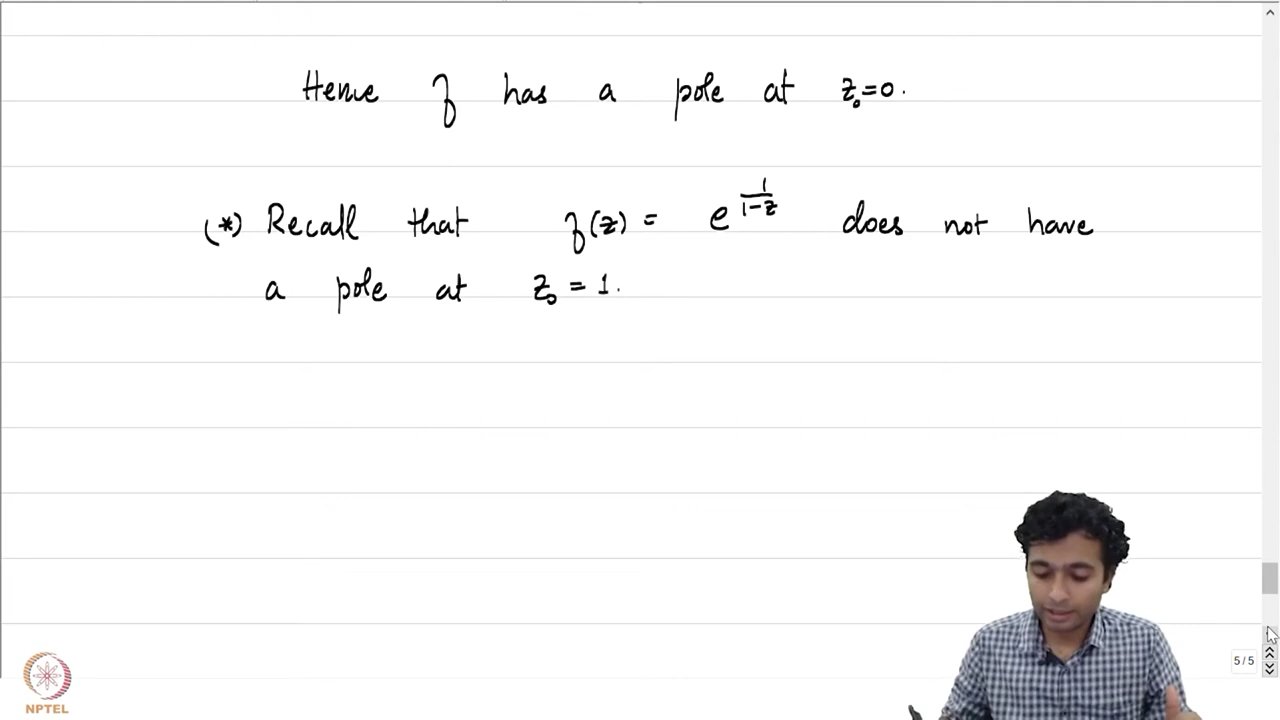 Hence f has a pole at z₀=0.
(*) Recall that f(z) = e^{\frac{1}{1-z}} does not have
a pole at z₀ = 1.
5 / 5
NPTEL